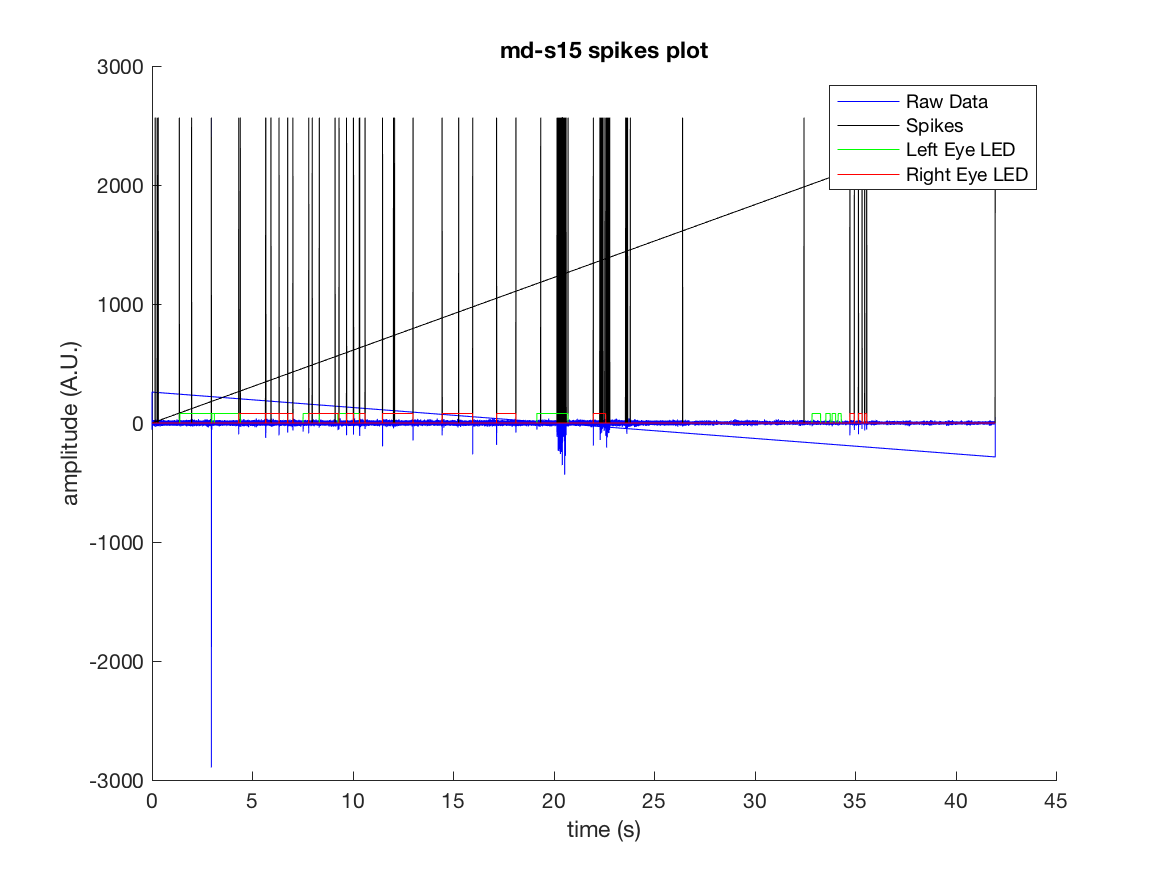 md-s15 spikes plot
3000
2000
1000
0
-1000
-2000
-3000
amplitude (A.U.)
Raw Data
Spikes
Left Eye LED
Right Eye LED
0 5 10 15 20 25 30 35 40 45
time (s)